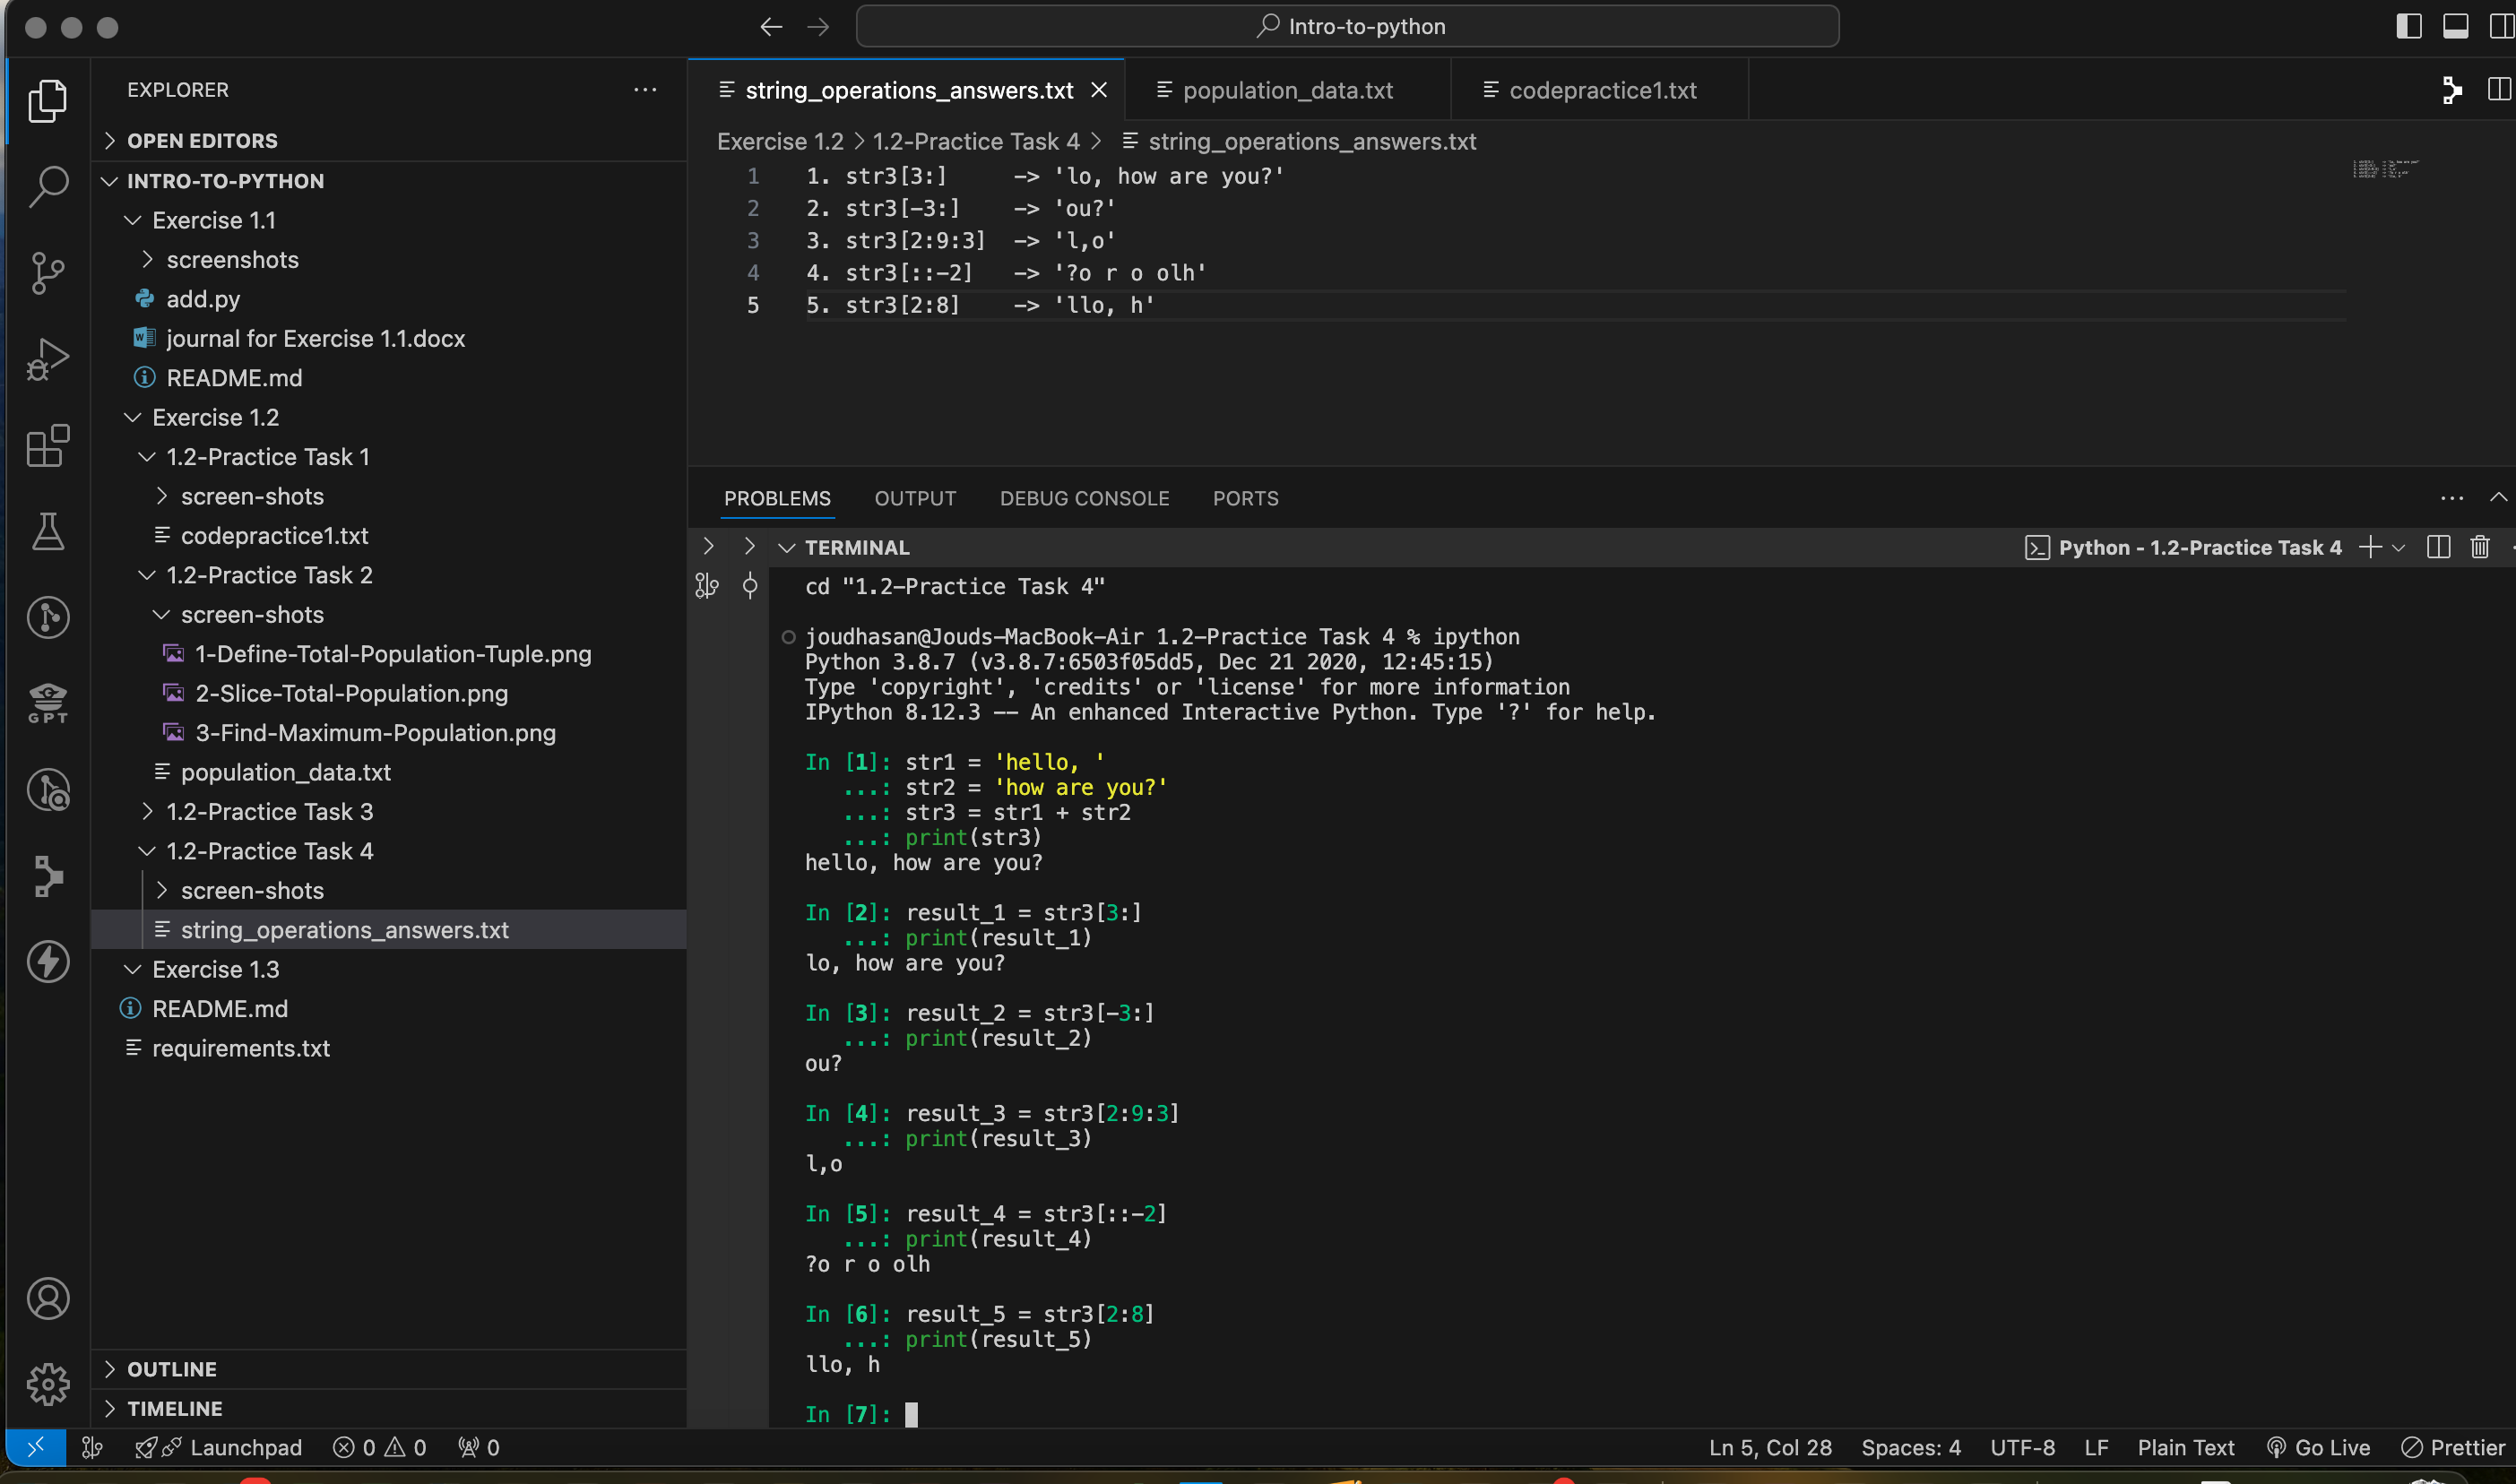 Intro-to-python
EXPLORER
OPEN EDITORS
INTRO-TO-PYTHON
Exercise 1.1
screenshots
add.py
journal for Exercise 1.1.docx
README.md
Exercise 1.2
1.2-Practice Task 1
screen-shots
codepractice1.txt
1.2-Practice Task 2
screen-shots
1-Define-Total-Population-Tuple.png
2-Slice-Total-Population.png
3-Find-Maximum-Population.png
population_data.txt
1.2-Practice Task 3
1.2-Practice Task 4
screen-shots
string_operations_answers.txt
Exercise 1.3
README.md
requirements.txt
OUTLINE
TIMELINE
GPT
string_operations_answers.txt
population_data.txt
codepractice1.txt
Exercise 1.2 > 1.2-Practice Task 4 > string_operations_answers.txt
1 1. str3[3:] -> 'lo, how are you?'
2 2. str3[-3:] -> 'ou?'
3 3. str3[2:9:3] -> 'l,o'
4 4. str3[::-2] -> '?o r o olh'
5 5. str3[2:8] -> 'llo, h'
PROBLEMS OUTPUT DEBUG CONSOLE PORTS
TERMINAL
Python - 1.2-Practice Task 4
cd "1.2-Practice Task 4"
joudhasan@Jouds-MacBook-Air 1.2-Practice Task 4 % ipython
Python 3.8.7 (v3.8.7:6503f05dd5, Dec 21 2020, 12:45:15)
Type 'copyright', 'credits' or 'license' for more information
IPython 8.12.3 -- An enhanced Interactive Python. Type '?' for help.
In [1]: str1 = 'hello, '
...: str2 = 'how are you?'
...: str3 = str1 + str2
...: print(str3)
hello, how are you?
In [2]: result_1 = str3[3:]
...: print(result_1)
lo, how are you?
In [3]: result_2 = str3[-3:]
...: print(result_2)
ou?
In [4]: result_3 = str3[2:9:3]
...: print(result_3)
l,o
In [5]: result_4 = str3[::-2]
...: print(result_4)
?o r o olh
In [6]: result_5 = str3[2:8]
...: print(result_5)
llo, h
In [7]:
Launchpad 0 0 0 Ln 5, Col 28 Spaces: 4 UTF-8 LF Plain Text Go Live Prettier